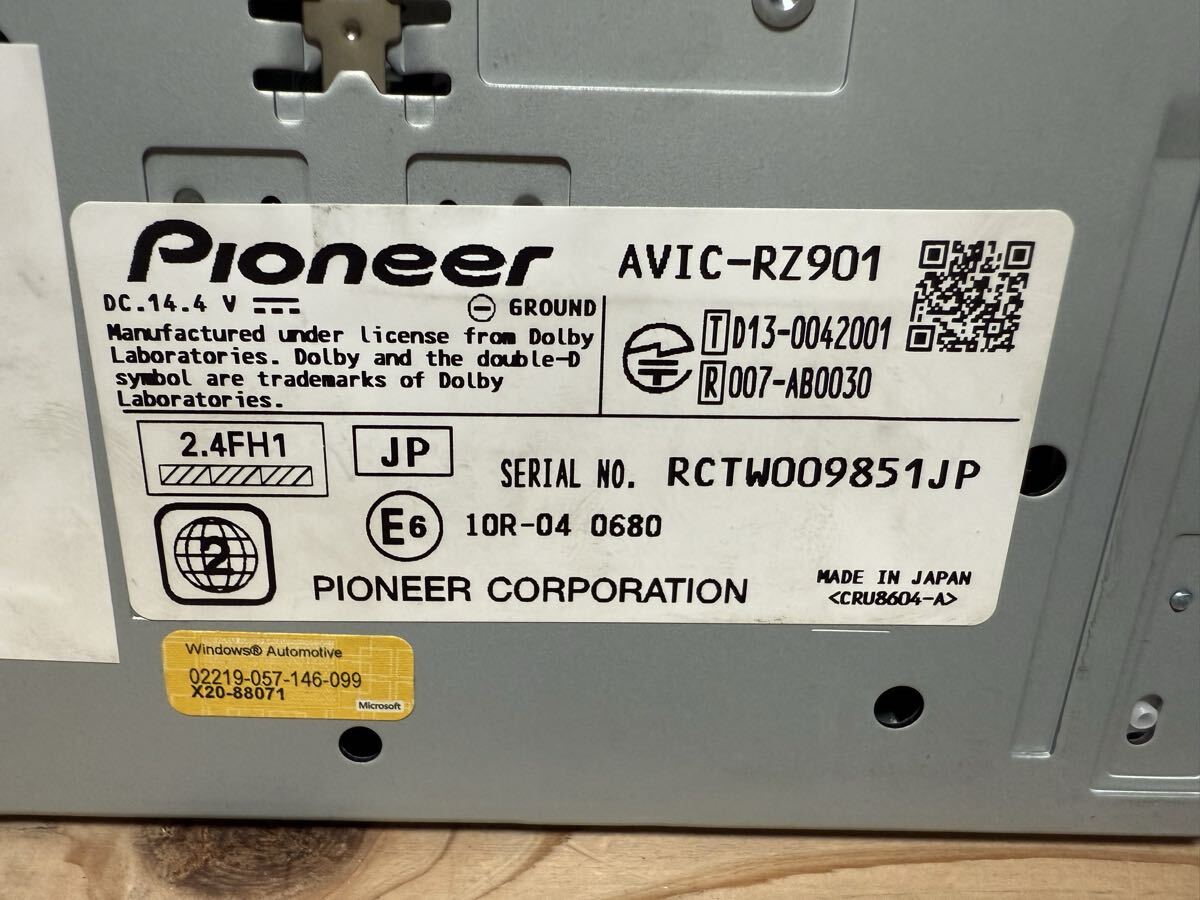 Pioneer
AVIC-RZ901
DC.14.4 V
GROUND
Manufactured under license from Dolby
Laboratories. Dolby and the double-D
symbol are trademarks of Dolby
Laboratories.
T D13-0042001
R 007-AB0030
2.4FH1
JP
SERIAL NO. RCTW009851JP
2
E6 10R-04 0680
PIONEER CORPORATION
MADE IN JAPAN
<CRU8604-A>
Windows® Automotive
02219-057-146-099
X20-88071
Microsoft